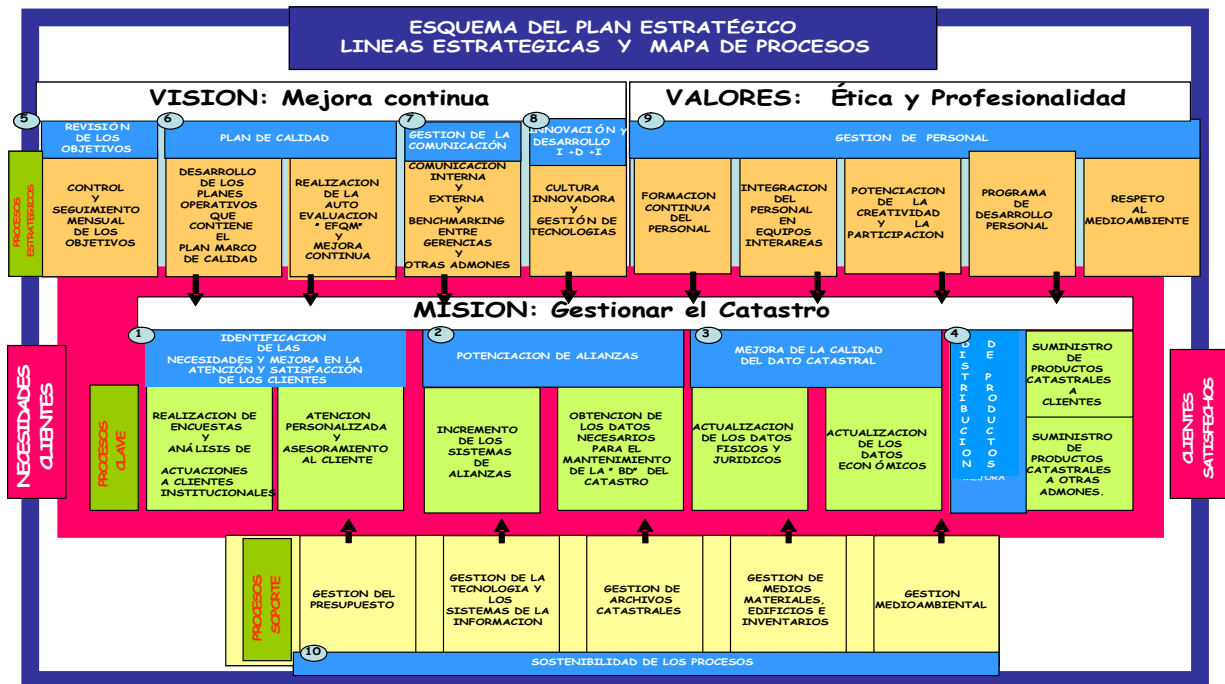 ESQUEMA DEL PLAN ESTRATÉGICO
LINEAS ESTRATEGICAS Y MAPA DE PROCESOS
VISION: Mejora continua
VALORES: Ética y Profesionalidad
5
REVISIÓN
DE LOS
OBJETIVOS
6
PLAN DE CALIDAD
7
GESTION DE LA
COMUNICACIÓN
8
INNOVACIÓN y
DESARROLLO
I +D +I
9
GESTION DE PERSONAL
PROCESOS
ESTRATEGICOS
CONTROL
Y
SEGUIMIENTO
MENSUAL
DE LOS
OBJETIVOS
DESARROLLO
DE LOS
PLANES
OPERATIVOS
QUE
CONTIENE
EL
PLAN MARCO
DE CALIDAD
REALIZACION
DE LA
AUTO
EVALUACION
" EFQM"
Y
MEJORA
CONTINUA
COMUNICACION
INTERNA
Y
EXTERNA
Y
BENCHMARKING
ENTRE
GERENCIAS
Y
OTRAS ADMONES
CULTURA
INNOVADORA
Y
GESTIÓN DE
TECNOLOGIAS
FORMACION
CONTINUA
DEL
PERSONAL
INTEGRACION
DEL
PERSONAL
EN
EQUIPOS
INTERAREAS
POTENCIACION
DE LA
CREATIVIDAD
Y LA
PARTICIPACION
PROGRAMA
DE
DESARROLLO
PERSONAL
RESPETO
AL
MEDIOAMBIENTE
MISION: Gestionar el Catastro
NECESIDADES
CLIENTES
1
IDENTIFICACION
DE LAS
NECESIDADES Y MEJORA EN LA
ATENCIÓN Y SATISFACCIÓN
DE LOS CLIENTES
2
POTENCIACION DE ALIANZAS
3
MEJORA DE LA CALIDAD
DEL DATO CATASTRAL
4
DISTRIBUCION
DE PRODUCTOS
MEJORA
PROCESOS
CLAVE
REALIZACION DE
ENCUESTAS
Y
ANÁLISIS DE
ACTUACIONES
A CLIENTES
INSTITUCIONALES
ATENCION
PERSONALIZADA
Y
ASESORAMIENTO
AL CLIENTE
INCREMENTO
DE LOS
SISTEMAS
DE
ALIANZAS
OBTENCION DE
LOS DATOS
NECESARIOS
PARA EL
MANTENIMIENTO
DE LA " BD" DEL
CATASTRO
ACTUALIZACION
DE LOS DATOS
FISICOS Y
JURIDICOS
ACTUALIZACION
DE LOS
DATOS
ECON ÓMICOS
SUMINISTRO
DE
PRODUCTOS
CATASTRALES
A
CLIENTES
SUMINISTRO
DE
PRODUCTOS
CATASTRALES
A OTRAS
ADMONES.
CLIENTES
SATISFECHOS
PROCESOS
SOPORTE
GESTION DEL
PRESUPUESTO
GESTION DE LA
TECNOLOGIA Y
LOS
SISTEMAS DE LA
INFORMACION
GESTION
DE
ARCHIVOS
CATASTRALES
GESTION DE
MEDIOS
MATERIALES,
EDIFICIOS E
INVENTARIOS
GESTION
MEDIOAMBIENTAL
10
SOSTENIBILIDAD DE LOS PROCESOS